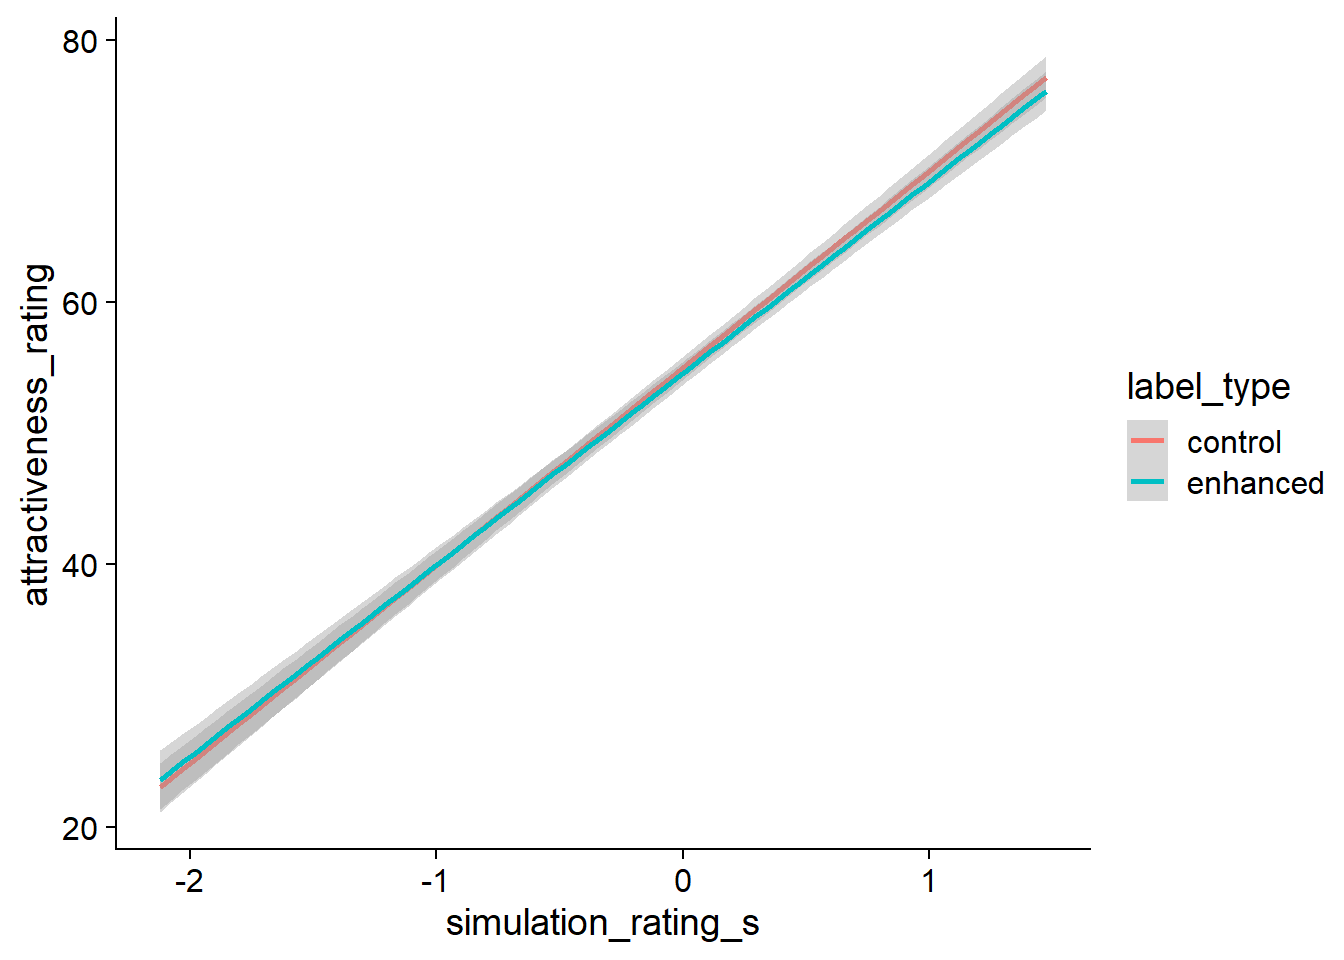 80
60
40
20
attractiveness_rating
-2
-1
0
1
simulation_rating_s
label_type
control
enhanced